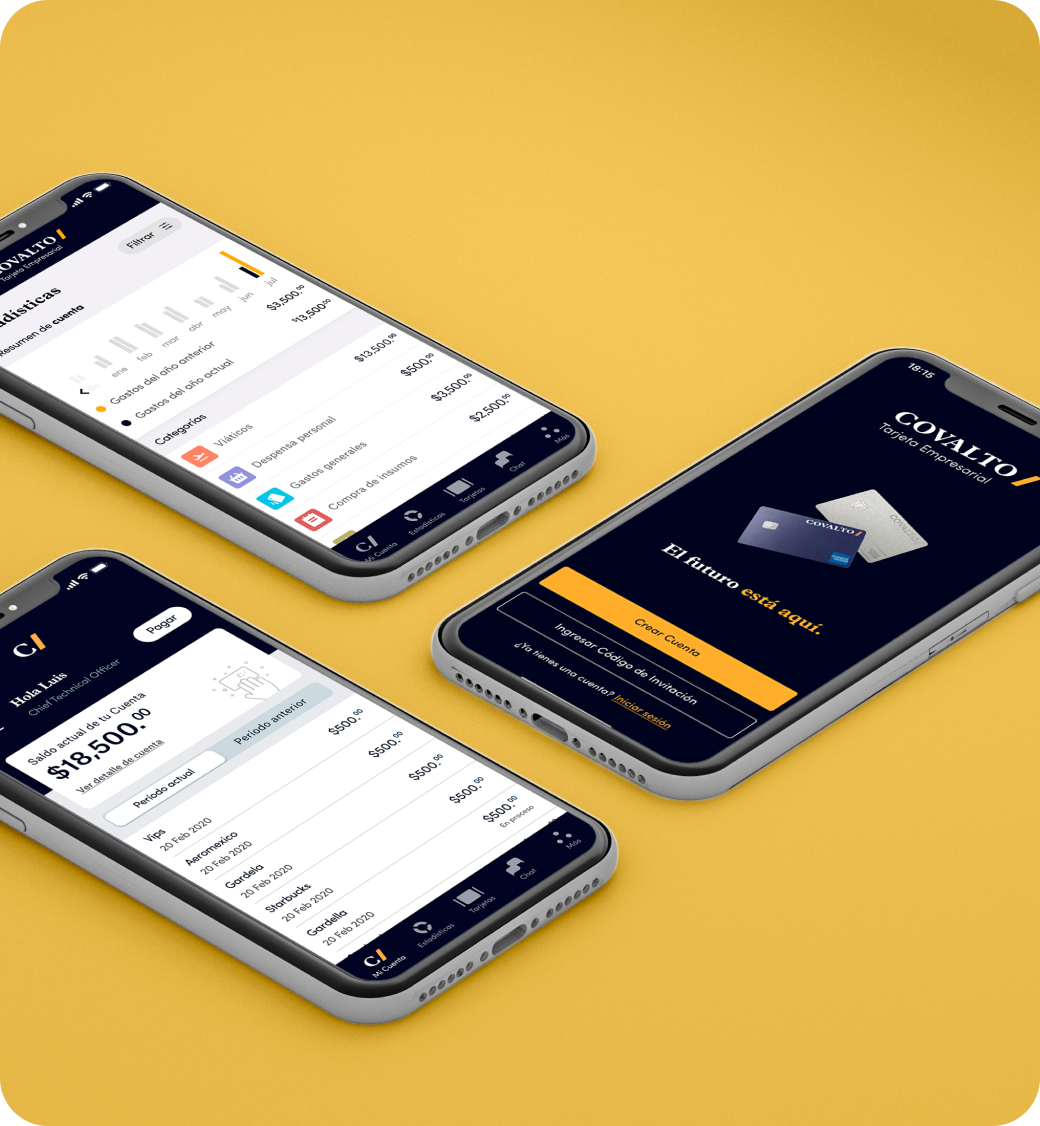 COVALTO
Tarjeta Empresarial
Filtrar
Resumen de cuenta
ene feb mar abr may jun jul
Gastos del año anterior $3,500.00
Gastos del año actual $13,500.00
Categorías
Viáticos $13,500.00
Despensa personal $500.00
Gastos generales $3,500.00
Compra de insumos $2,500.00
Mi Cuenta
Estadísticas
Tarjetas
Chat
Más
18:15
COVALTO
Tarjeta Empresarial
COVALTO
COVALTO
El futuro está aquí.
Crear Cuenta
Ingresar Código de Invitación
¿Ya tienes una cuenta? Iniciar sesión
C/
Pagar
Hola Luis
Chief Technical Officer
Saldo actual de tu Cuenta
$18,500.00
Ver detalle de cuenta
Periodo actual
Periodo anterior
Vips $500.00
20 Feb 2020
Aeromexico $500.00
20 Feb 2020
Gardela $500.00
20 Feb 2020
Starbucks $500.00
20 Feb 2020
Gardella $500.00
20 Feb 2020 En proceso
C/
Mi Cuenta
Estadísticas
Tarjetas
Chat
Más